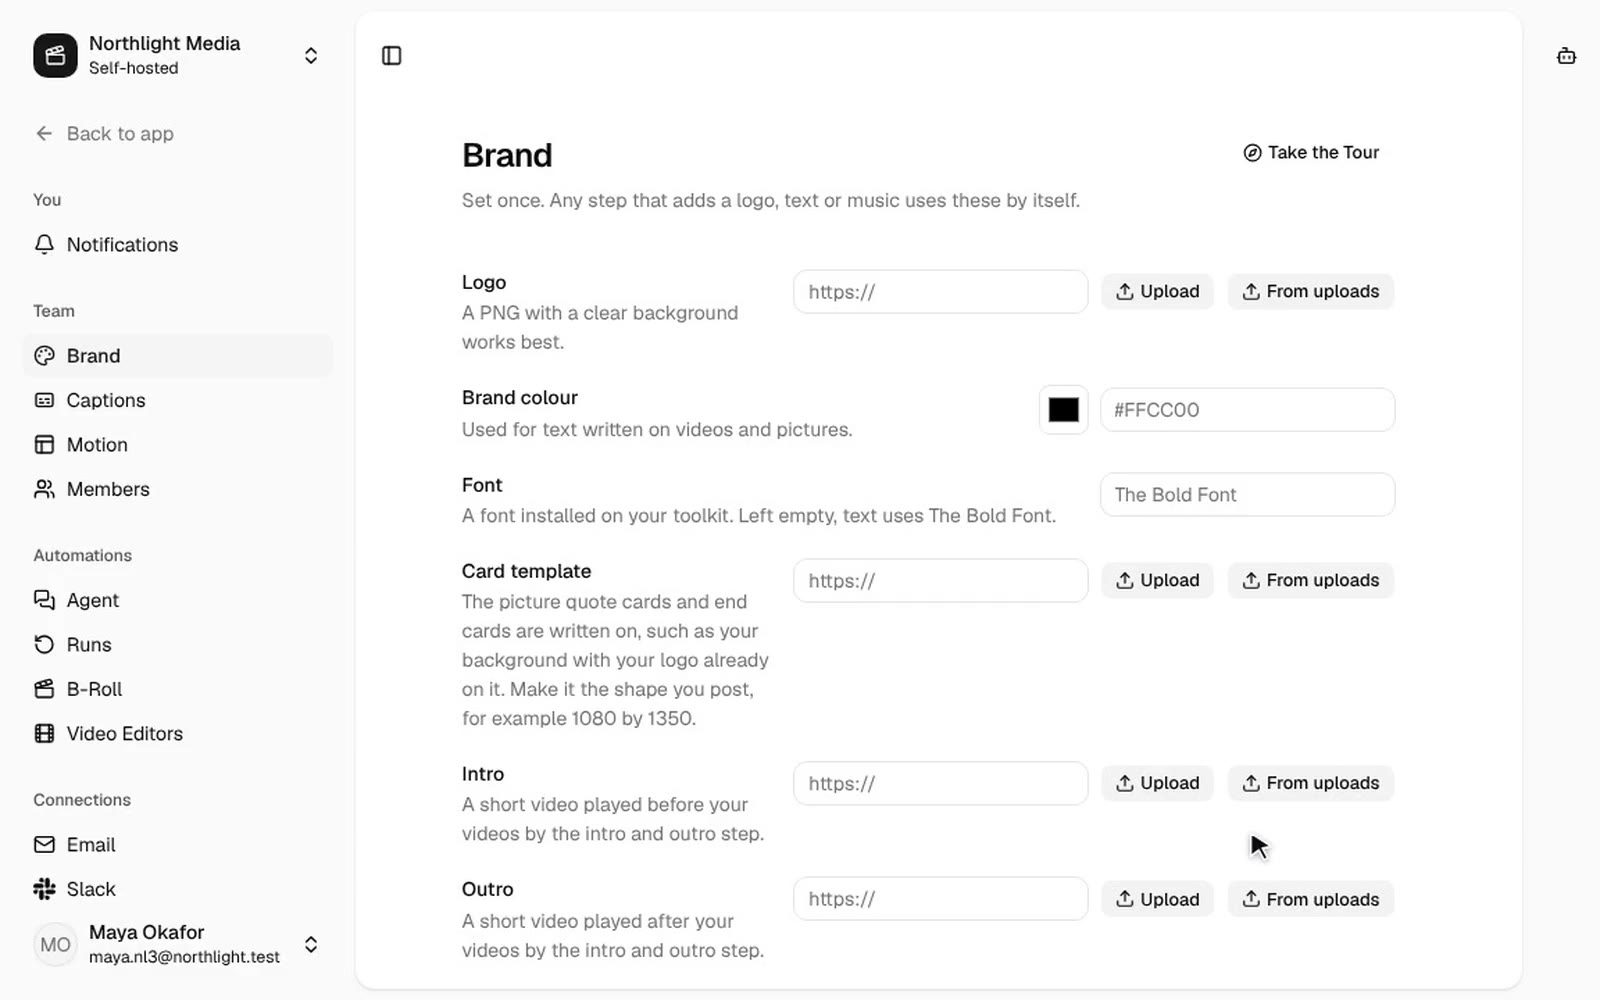 Northlight Media
Self-hosted
Back to app
You
Notifications
Team
Brand
Captions
Motion
Members
Automations
Agent
Runs
B-Roll
Video Editors
Connections
Email
Slack
MO
Maya Okafor
maya.nl3@northlight.test
Brand
Take the Tour
Set once. Any step that adds a logo, text or music uses these by itself.
Logo
A PNG with a clear background
works best.
https://
Upload
From uploads
Brand colour
Used for text written on videos and pictures.
#FFCC00
Font
A font installed on your toolkit. Left empty, text uses The Bold Font.
The Bold Font
Card template
The picture quote cards and end
cards are written on, such as your
background with your logo already
on it. Make it the shape you post,
for example 1080 by 1350.
https://
Upload
From uploads
Intro
A short video played before your
videos by the intro and outro step.
https://
Upload
From uploads
Outro
A short video played after your
videos by the intro and outro step.
https://
Upload
From uploads